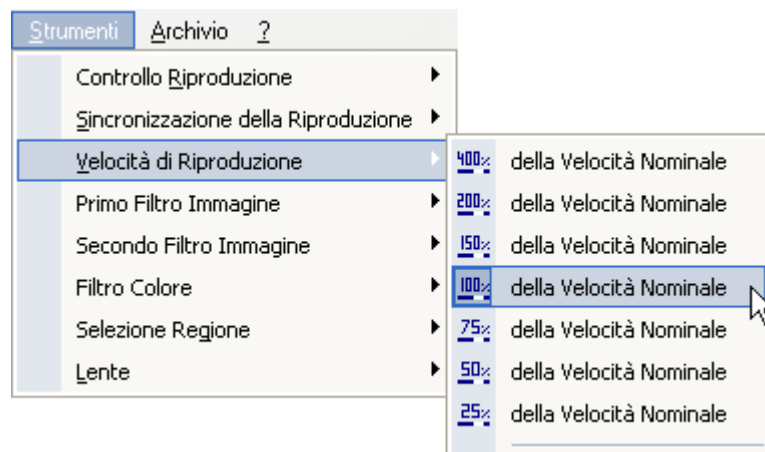 Strumenti Archivio ?
Controllo Riproduzione
Sincronizzazione della Riproduzione
Velocità di Riproduzione
Primo Filtro Immagine
Secondo Filtro Immagine
Filtro Colore
Selezione Regione
Lente
400% della Velocità Nominale
200% della Velocità Nominale
150% della Velocità Nominale
100% della Velocità Nominale
75% della Velocità Nominale
50% della Velocità Nominale
25% della Velocità Nominale